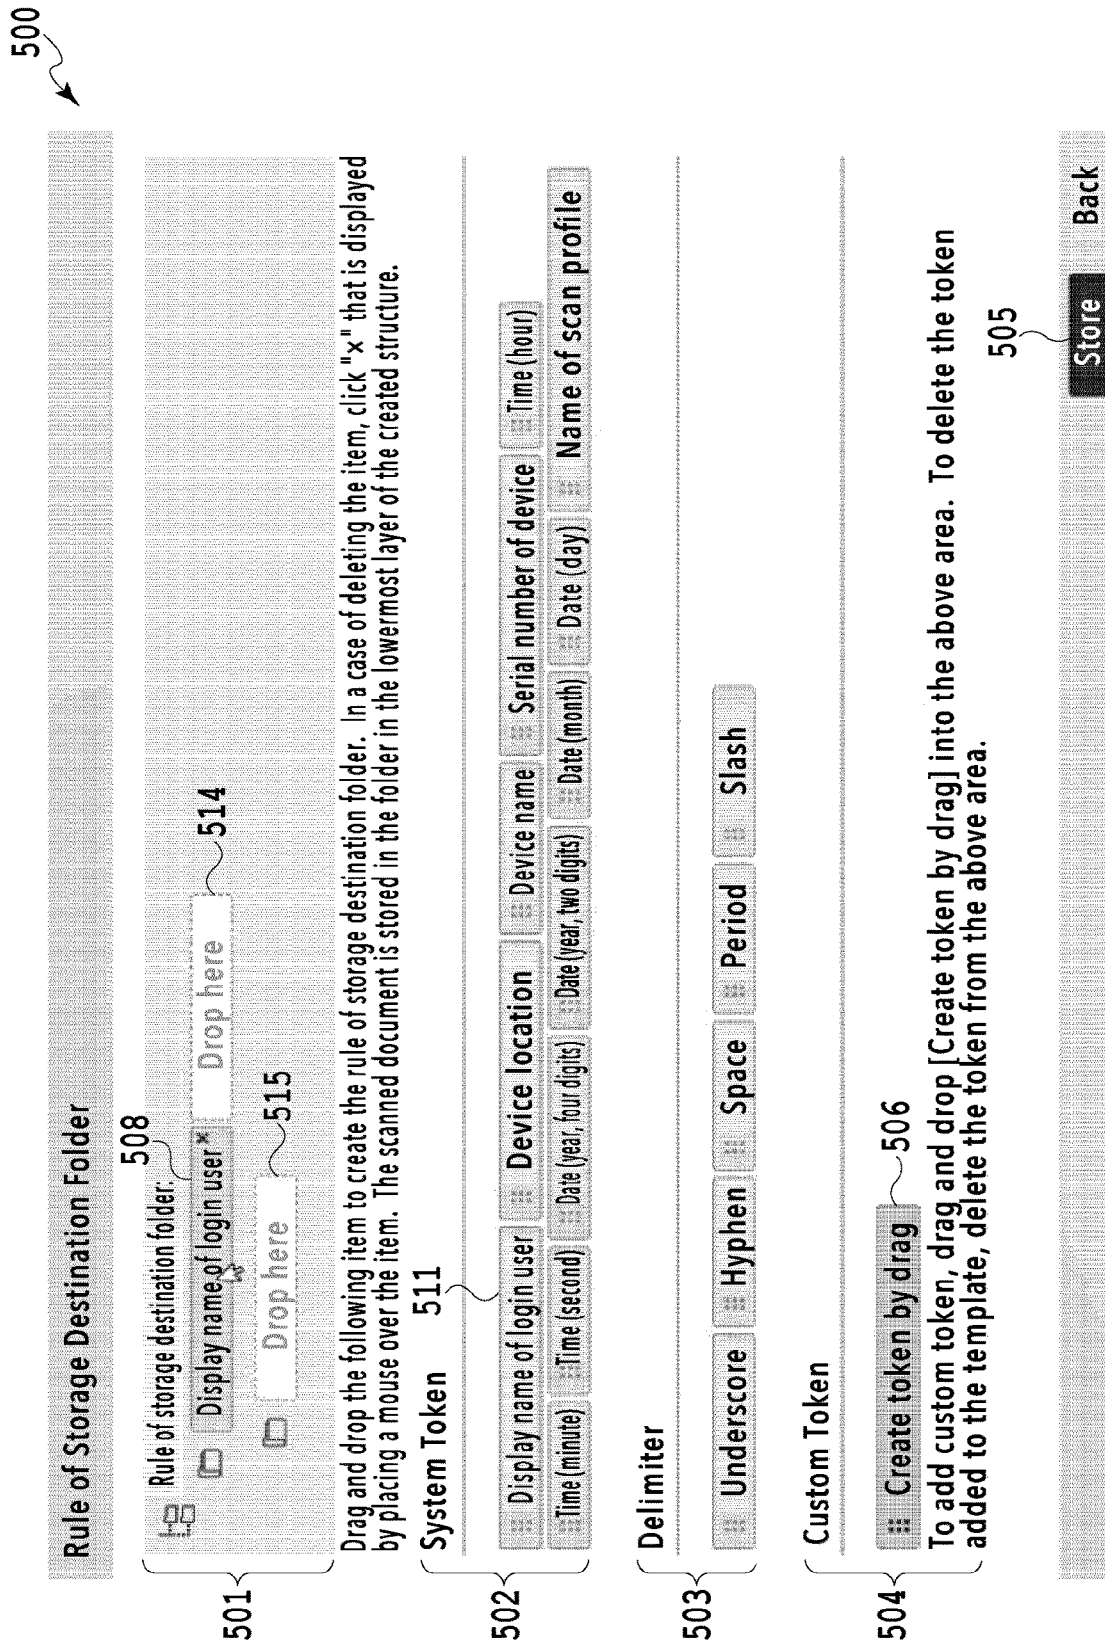 500
Rule of Storage Destination Folder
501
Rule of storage destination folder:
508
Display name of login user ×
Drop here
514
Drop here
515
Drag and drop the following item to create the rule of storage destination folder. In a case of deleting the item, click "×" that is displayed
by placing a mouse over the item. The scanned document is stored in the folder in the lowermost layer of the created structure.
502
System Token
511
Display name of login user Device location Device name Serial number of device Time (hour)
Time (minute) Time (second) Date (year, four digits) Date (year, two digits) Date (month) Date (day) Name of scan profile
503
Delimiter
Underscore Hyphen Space Period Slash
504
Custom Token
Create token by drag
506
To add custom token, drag and drop [Create token by drag] into the above area. To delete the token
added to the template, delete the token from the above area.
505
Store Back